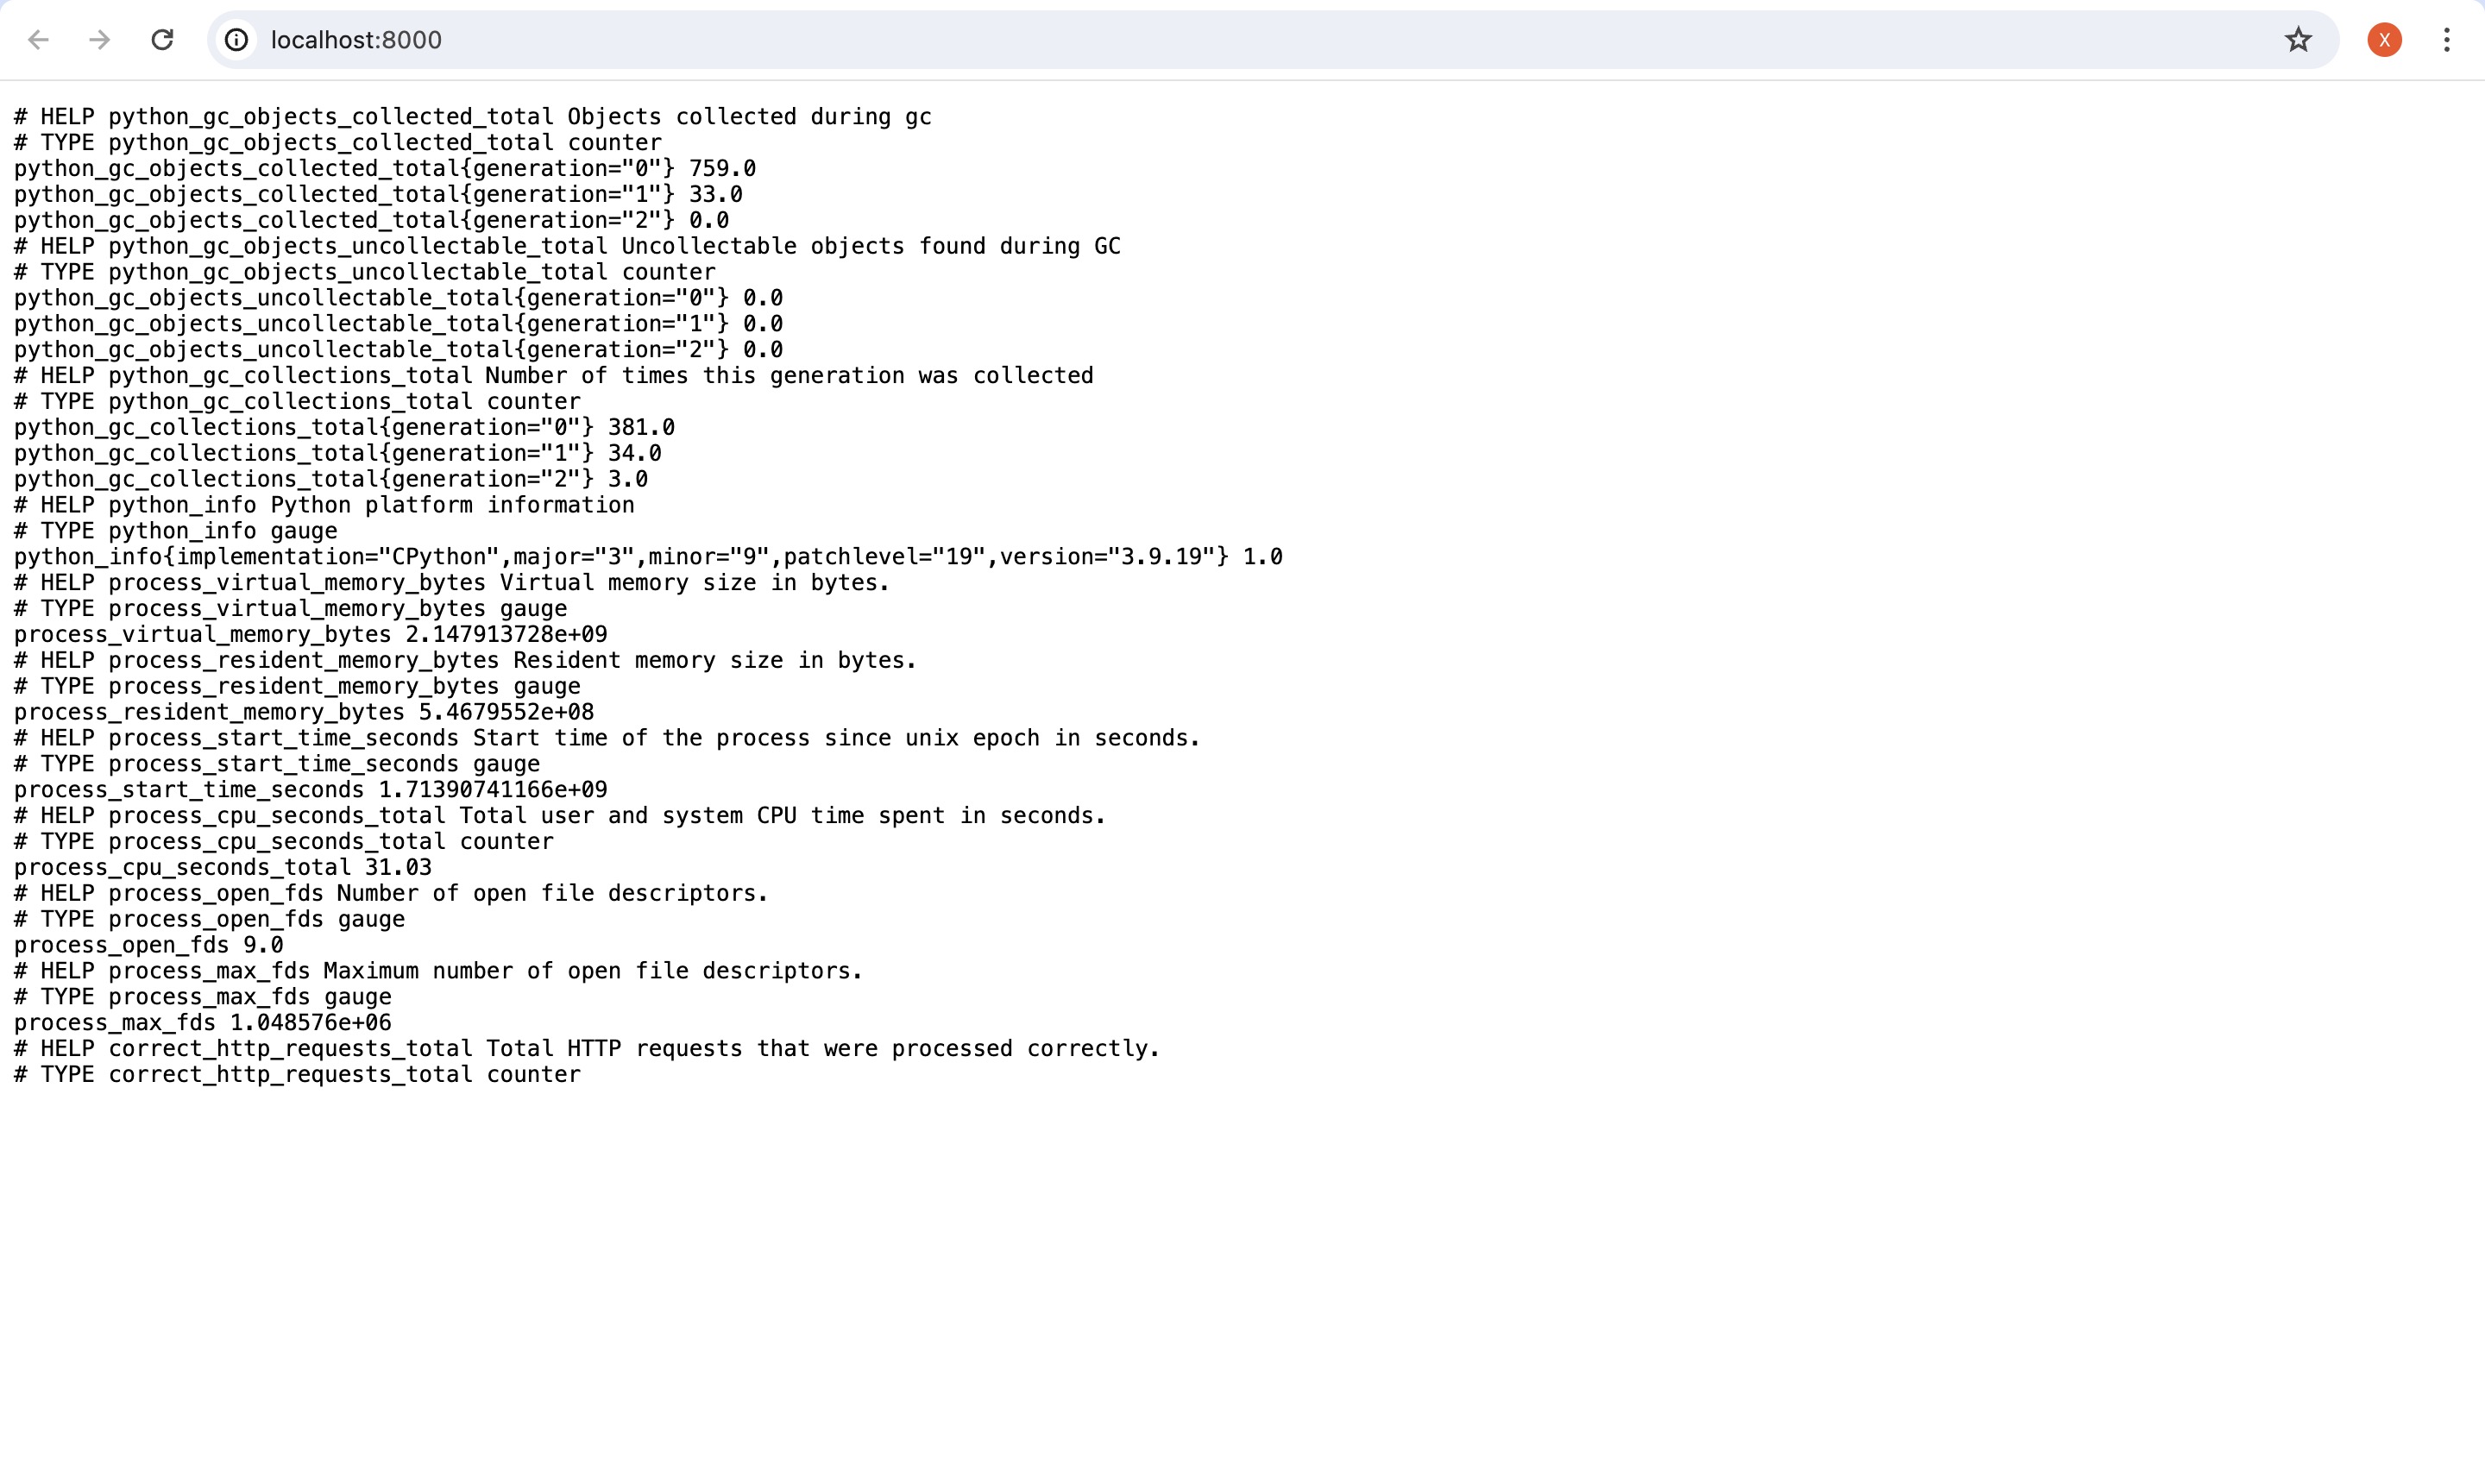 localhost:8000
X
# HELP python_gc_objects_collected_total Objects collected during gc
# TYPE python_gc_objects_collected_total counter
python_gc_objects_collected_total{generation="0"} 759.0
python_gc_objects_collected_total{generation="1"} 33.0
python_gc_objects_collected_total{generation="2"} 0.0
# HELP python_gc_objects_uncollectable_total Uncollectable objects found during GC
# TYPE python_gc_objects_uncollectable_total counter
python_gc_objects_uncollectable_total{generation="0"} 0.0
python_gc_objects_uncollectable_total{generation="1"} 0.0
python_gc_objects_uncollectable_total{generation="2"} 0.0
# HELP python_gc_collections_total Number of times this generation was collected
# TYPE python_gc_collections_total counter
python_gc_collections_total{generation="0"} 381.0
python_gc_collections_total{generation="1"} 34.0
python_gc_collections_total{generation="2"} 3.0
# HELP python_info Python platform information
# TYPE python_info gauge
python_info{implementation="CPython",major="3",minor="9",patchlevel="19",version="3.9.19"} 1.0
# HELP process_virtual_memory_bytes Virtual memory size in bytes.
# TYPE process_virtual_memory_bytes gauge
process_virtual_memory_bytes 2.147913728e+09
# HELP process_resident_memory_bytes Resident memory size in bytes.
# TYPE process_resident_memory_bytes gauge
process_resident_memory_bytes 5.4679552e+08
# HELP process_start_time_seconds Start time of the process since unix epoch in seconds.
# TYPE process_start_time_seconds gauge
process_start_time_seconds 1.71390741166e+09
# HELP process_cpu_seconds_total Total user and system CPU time spent in seconds.
# TYPE process_cpu_seconds_total counter
process_cpu_seconds_total 31.03
# HELP process_open_fds Number of open file descriptors.
# TYPE process_open_fds gauge
process_open_fds 9.0
# HELP process_max_fds Maximum number of open file descriptors.
# TYPE process_max_fds gauge
process_max_fds 1.048576e+06
# HELP correct_http_requests_total Total HTTP requests that were processed correctly.
# TYPE correct_http_requests_total counter